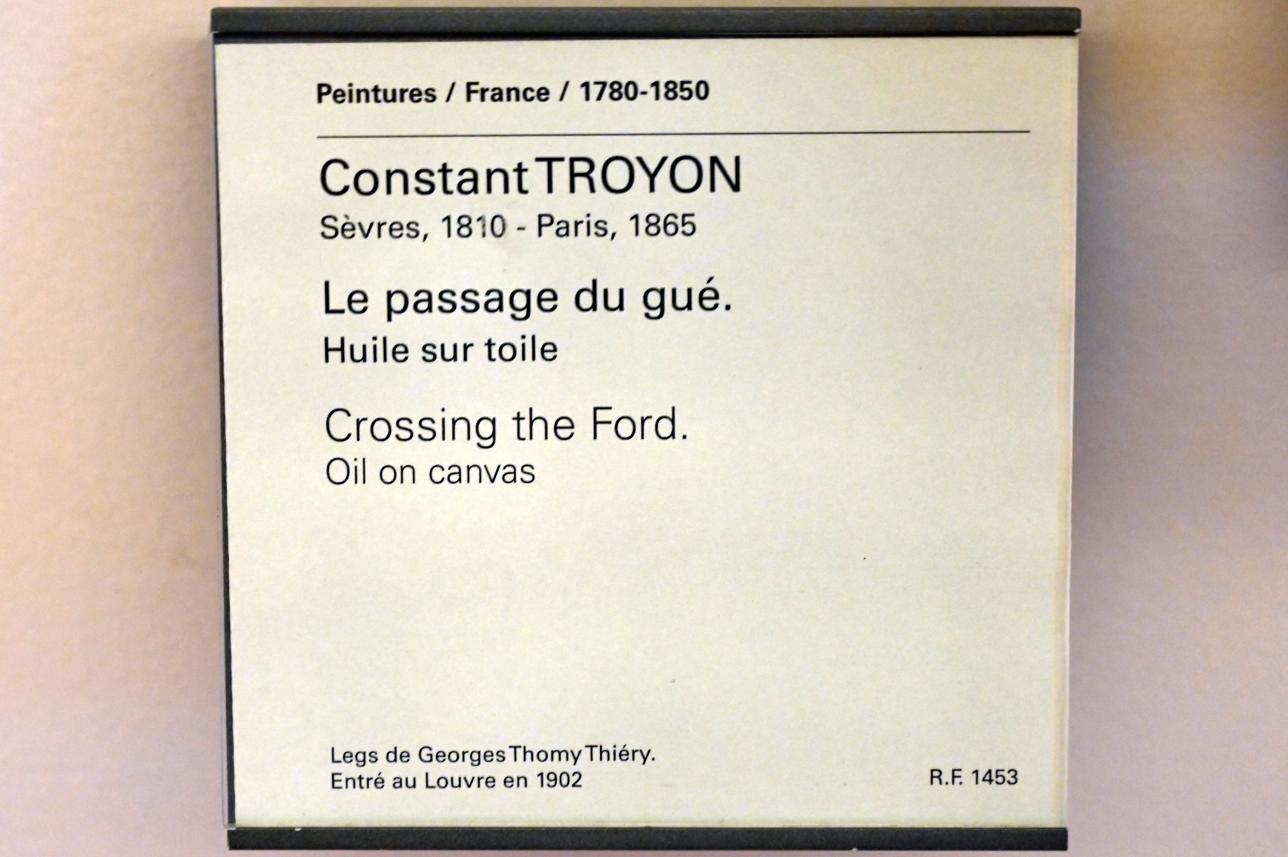 Peintures / France / 1780-1850
Constant TROYON
Sèvres, 1810 - Paris, 1865
Le passage du gué.
Huile sur toile
Crossing the Ford.
Oil on canvas
Legs de Georges Thomy Thiéry.
Entré au Louvre en 1902
R.F. 1453